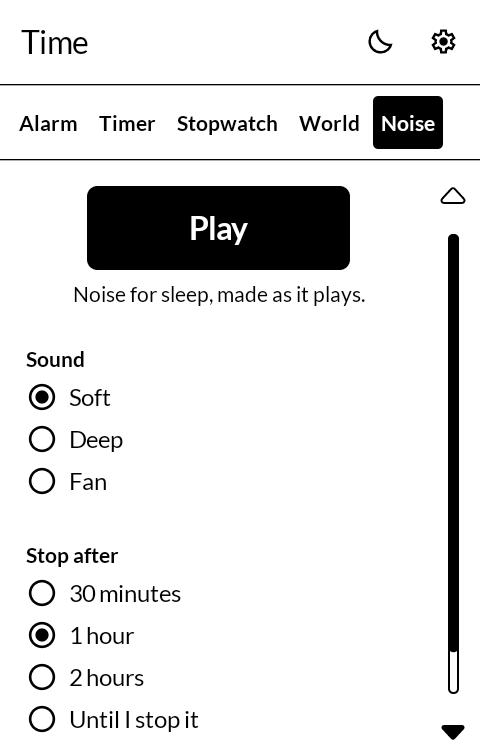 Time
Alarm Timer Stopwatch World Noise
Play
Noise for sleep, made as it plays.
Sound
Soft
Deep
Fan
Stop after
30 minutes
1 hour
2 hours
Until I stop it